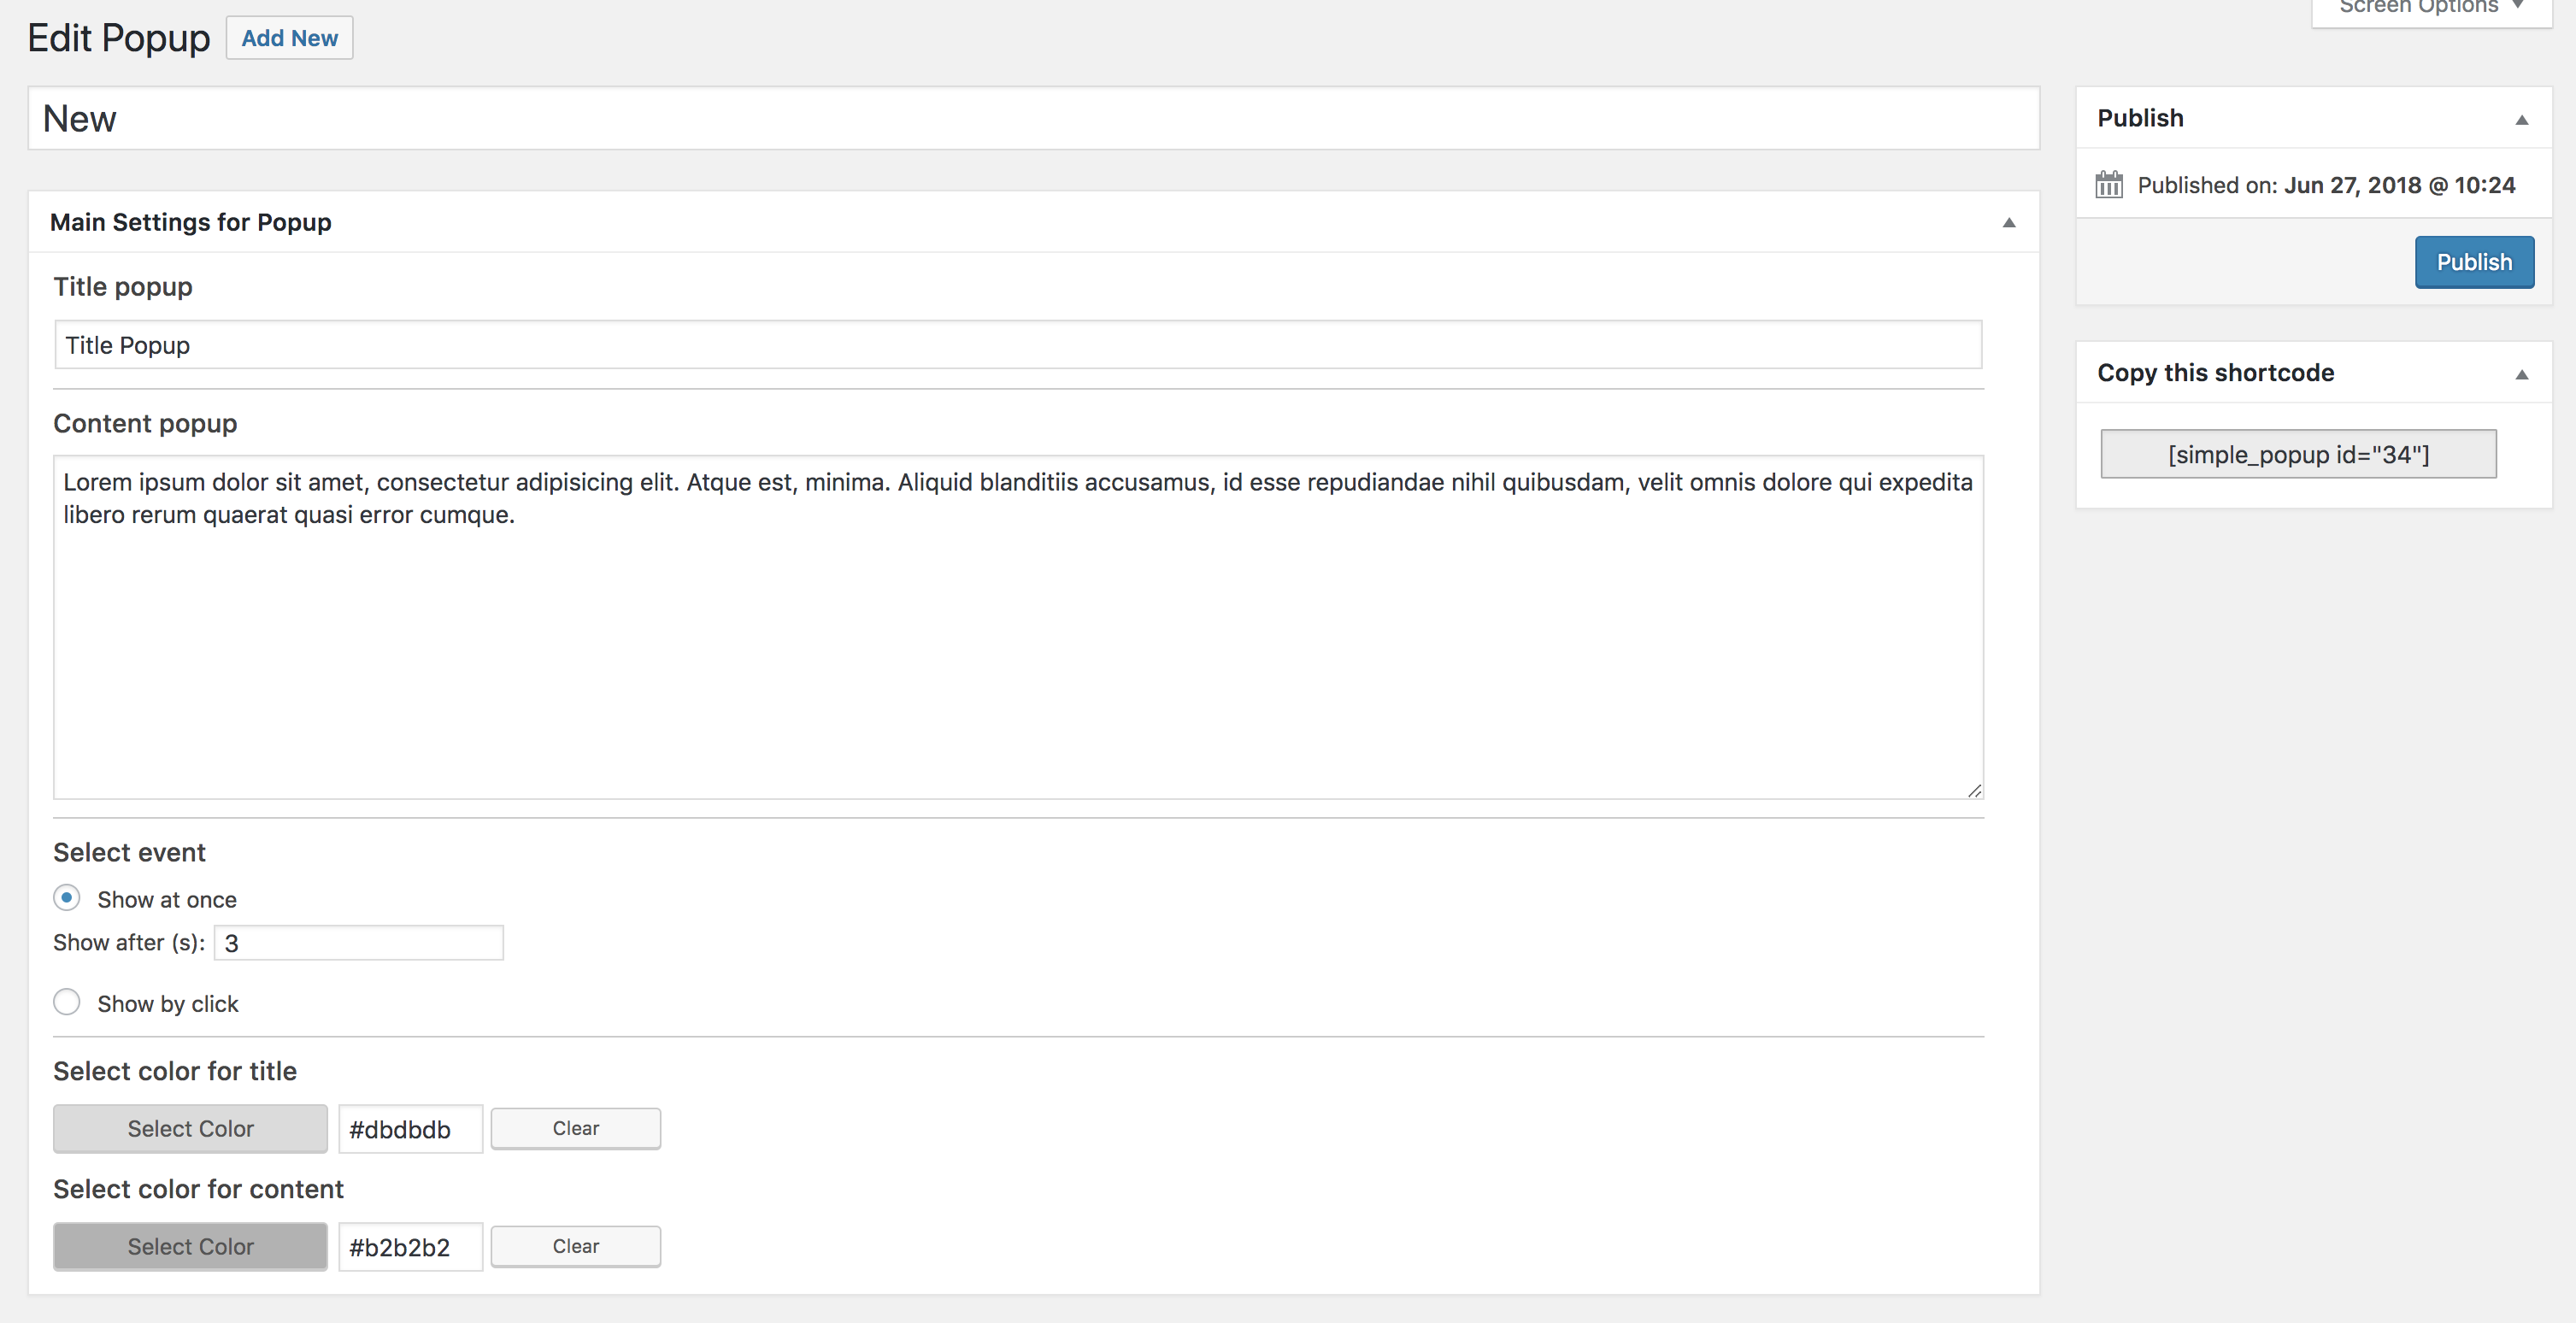 Screen Options
Edit Popup Add New
New
Main Settings for Popup
Title popup
Title Popup
Content popup
Lorem ipsum dolor sit amet, consectetur adipisicing elit. Atque est, minima. Aliquid blanditiis accusamus, id esse repudiandae nihil quibusdam, velit omnis dolore qui expedita
libero rerum quaerat quasi error cumque.
Select event
Show at once
Show after (s): 3
Show by click
Select color for title
Select Color #dbdbdb Clear
Select color for content
Select Color #b2b2b2 Clear
Publish
Published on: Jun 27, 2018 @ 10:24
Publish
Copy this shortcode
[simple_popup id="34"]